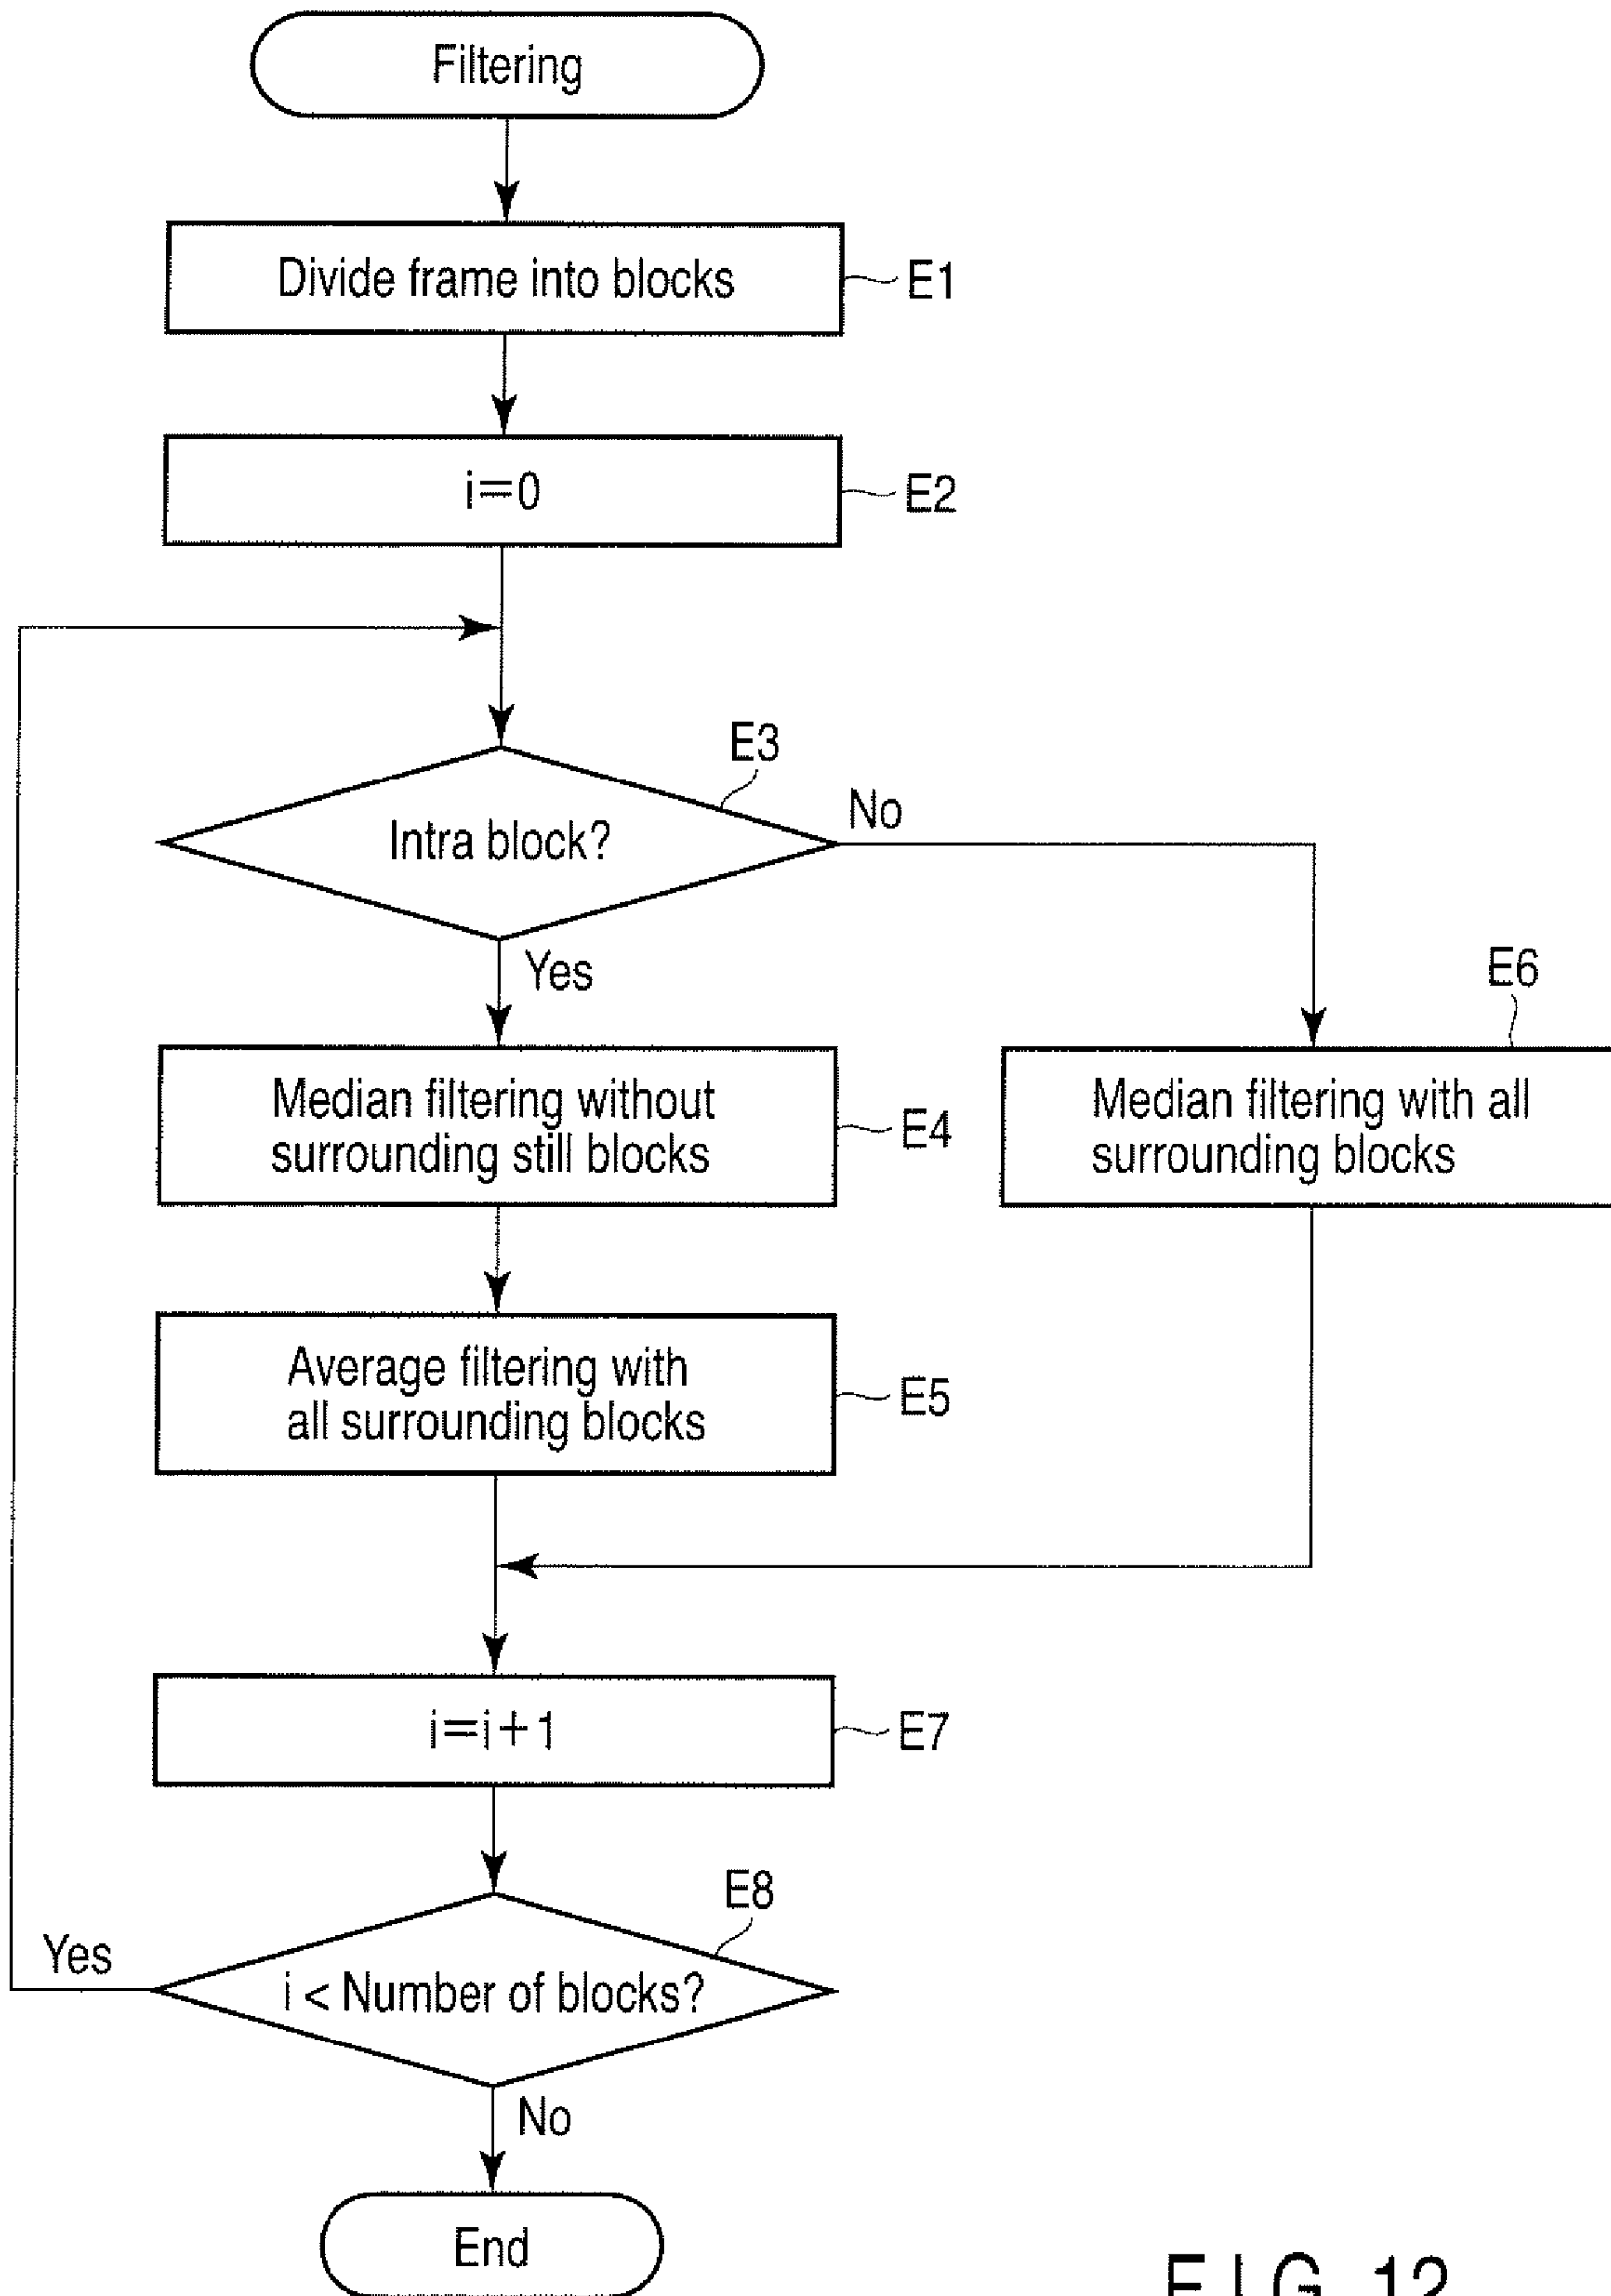 Filtering
Divide frame into blocks
E1
i=0
E2
E3
Intra block?
No
Yes
E6
Median filtering without
surrounding still blocks
E4
Median filtering with all
surrounding blocks
Average filtering with
all surrounding blocks
E5
i=i+1
E7
E8
Yes
i < Number of blocks?
No
End
FIG. 12